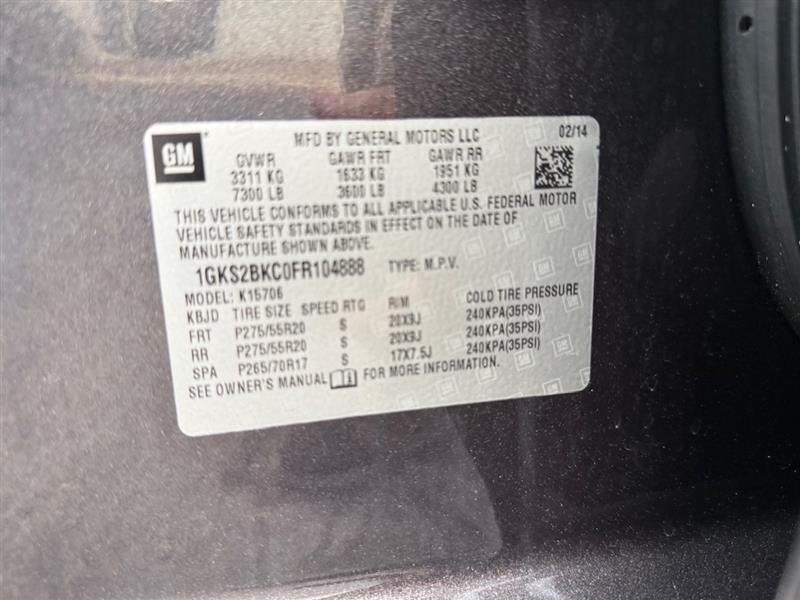 GM
MFD BY GENERAL MOTORS LLC 02/14
GVWR GAWR FRT GAWR RR
3311 KG 1633 KG 1951 KG
7300 LB 3600 LB 4300 LB
THIS VEHICLE CONFORMS TO ALL APPLICABLE U.S. FEDERAL MOTOR
VEHICLE SAFETY STANDARDS IN EFFECT ON THE DATE OF
MANUFACTURE SHOWN ABOVE.
1GKS2BKC0FR104888 TYPE: M.P.V.
MODEL: K15706
KBJD TIRE SIZE SPEED RTG RIM COLD TIRE PRESSURE
FRT P275/55R20 S 20X9J 240KPA(35PSI)
RR P275/55R20 S 20X9J 240KPA(35PSI)
SPA P265/70R17 S 17X7.5J 240KPA(35PSI)
SEE OWNER'S MANUAL FOR MORE INFORMATION.